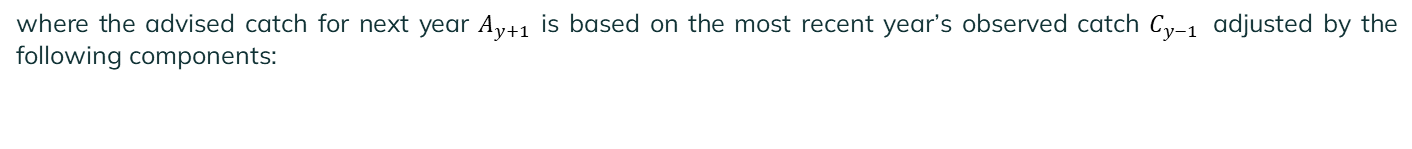 where the advised catch for next year A_{y+1} is based on the most recent year’s observed catch C_{y−1} adjusted by the
following components: